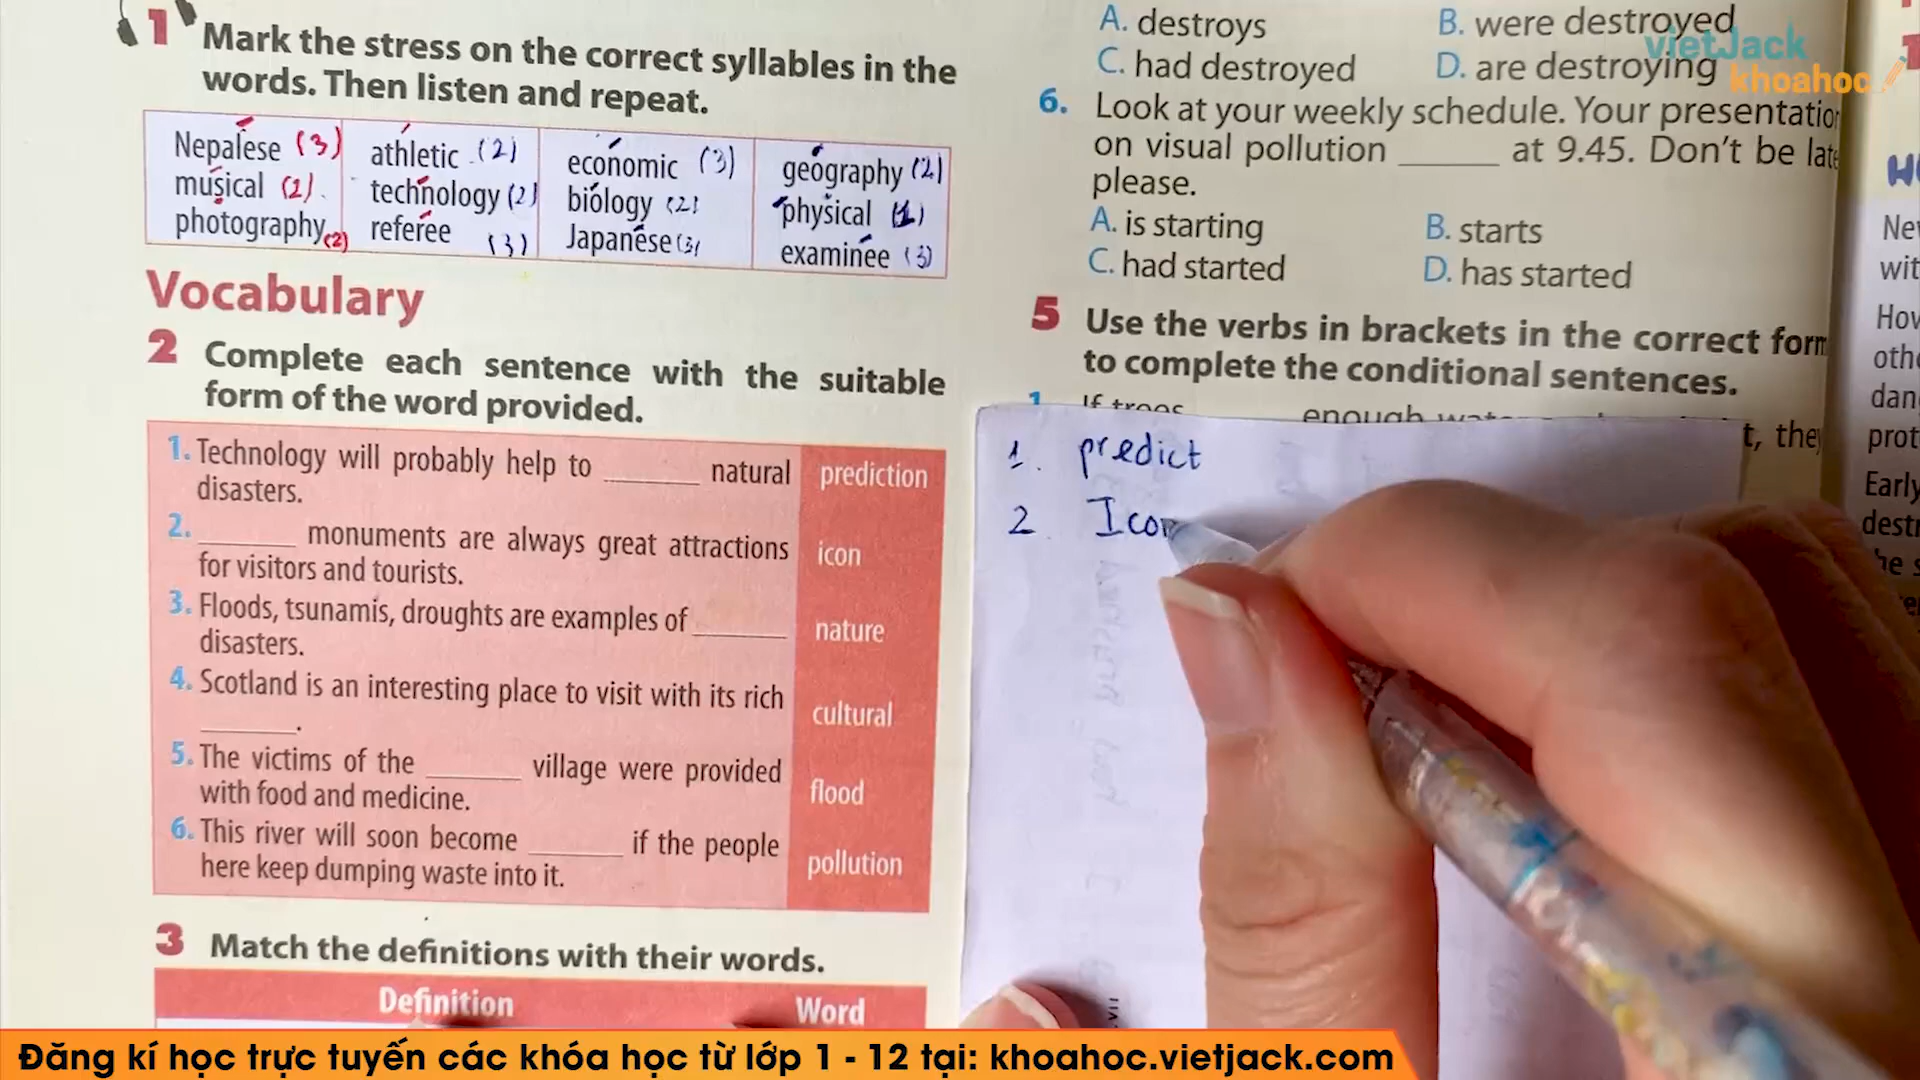 1 Mark the stress on the correct syllables in the
words. Then listen and repeat.
Nepalese (3) athletic (2) economic (3) geography (2)
musical (1) technology (2) biology (2) physical (1)
photography (2) referee (3) Japanese (3) examinee (3)
Vocabulary
2 Complete each sentence with the suitable
form of the word provided.
1. Technology will probably help to ______ natural prediction
disasters.
2. ______ monuments are always great attractions icon
for visitors and tourists.
3. Floods, tsunamis, droughts are examples of ______ nature
disasters.
4. Scotland is an interesting place to visit with its rich cultural
______.
5. The victims of the ______ village were provided flood
with food and medicine.
6. This river will soon become ______ if the people pollution
here keep dumping waste into it.
3 Match the definitions with their words.
Definition Word
A. destroys B. were destroyed
C. had destroyed D. are destroying
6. Look at your weekly schedule. Your presentation
on visual pollution ______ at 9.45. Don't be late
please.
A. is starting B. starts
C. had started D. has started
5 Use the verbs in brackets in the correct form
to complete the conditional sentences.
1. If trees ______ enough
t, they
1. predict
2 Icon
vietJack
khoahoc
Early
Đăng kí học trực tuyến các khóa học từ lớp 1 - 12 tại: khoahoc.vietjack.com